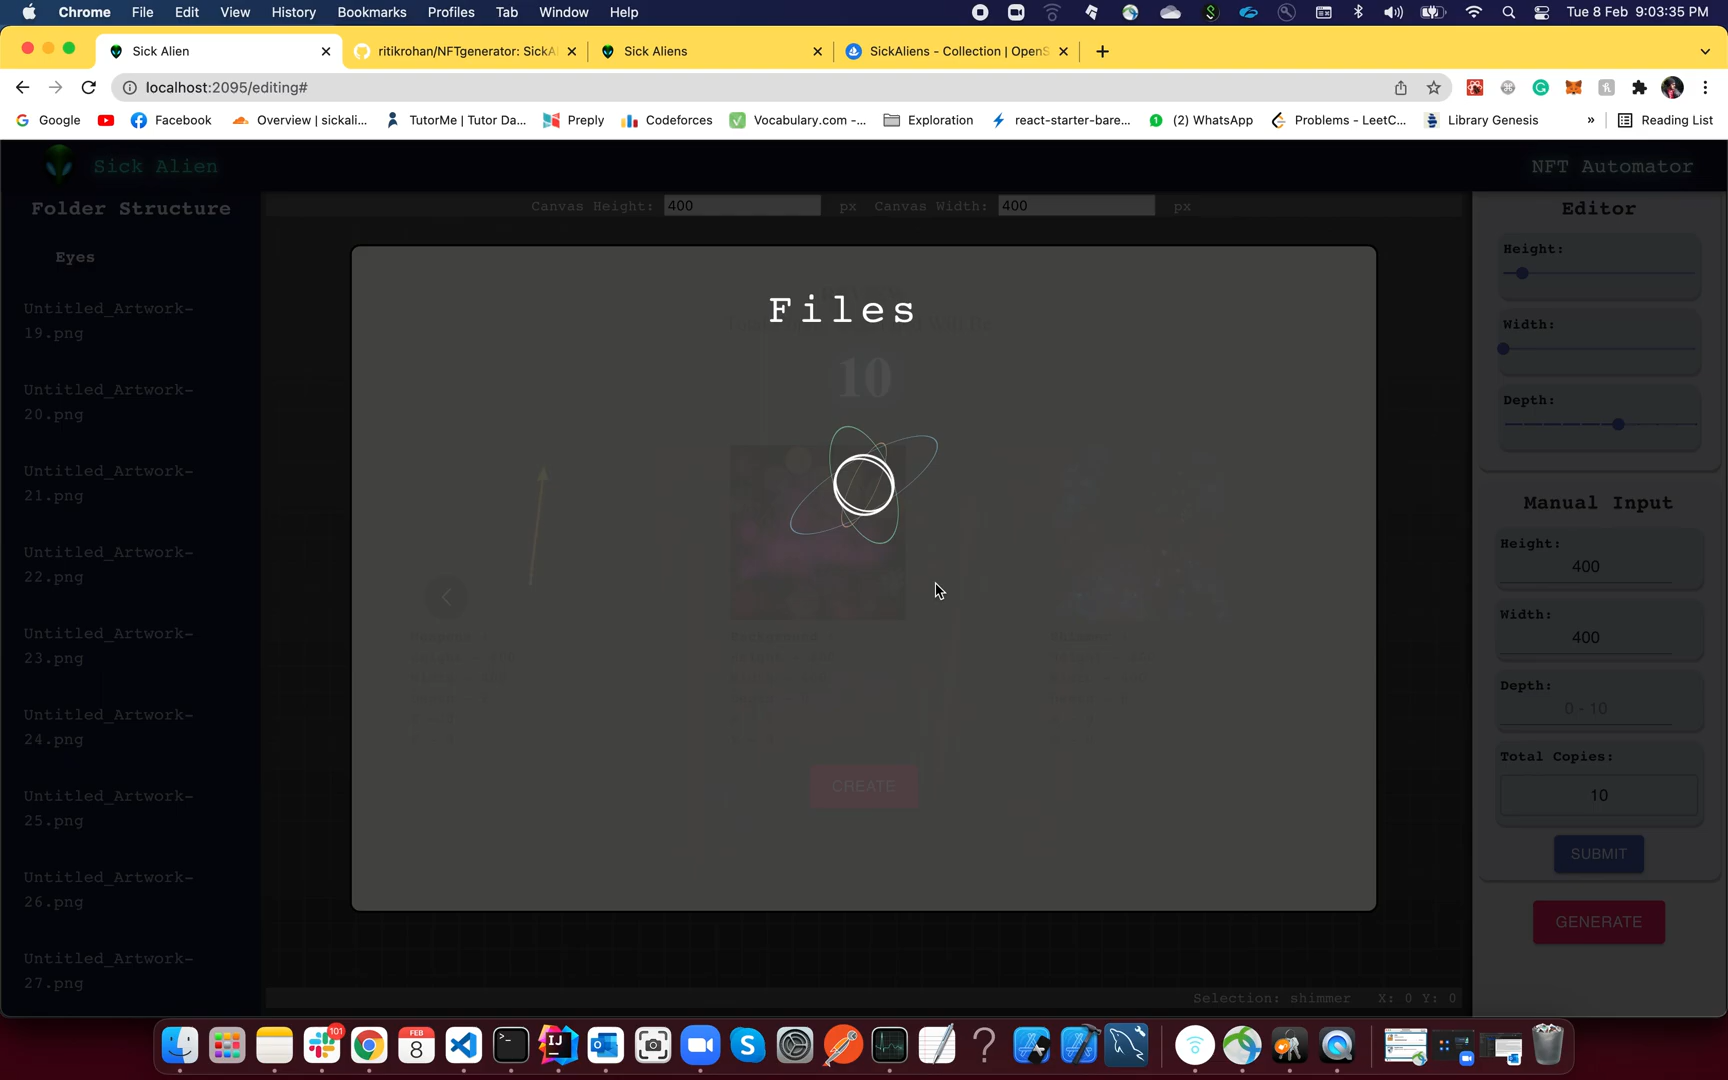 Chrome File Edit View History Bookmarks Profiles Tab Window Help Tue 8 Feb 9:03:35 PM
Sick Alien
ritikrohan/NFTgenerator: SickA
Sick Aliens
SickAliens - Collection | OpenS
localhost:2095/editing#
Google
Facebook
Overview | sickali...
TutorMe | Tutor Da...
Preply
Codeforces
Vocabulary.com -...
Exploration
react-starter-bare...
(2) WhatsApp
Problems - LeetC...
Library Genesis
»
Reading List
Sick Alien
NFT Automator
Folder Structure
Canvas Height: 400 px Canvas Width: 400 px
Editor
Eyes
Untitled_Artwork-
19.png
Untitled_Artwork-
20.png
Untitled_Artwork-
21.png
Untitled_Artwork-
22.png
Untitled_Artwork-
23.png
Untitled_Artwork-
24.png
Untitled_Artwork-
25.png
Untitled_Artwork-
26.png
Untitled_Artwork-
27.png
Files
10
CREATE
Height:
Width:
Depth:
Manual Input
Height:
400
Width:
400
Depth:
0 - 10
Total Copies:
10
SUBMIT
GENERATE
Selection: shimmer X: 0 Y: 0
101
FEB
8